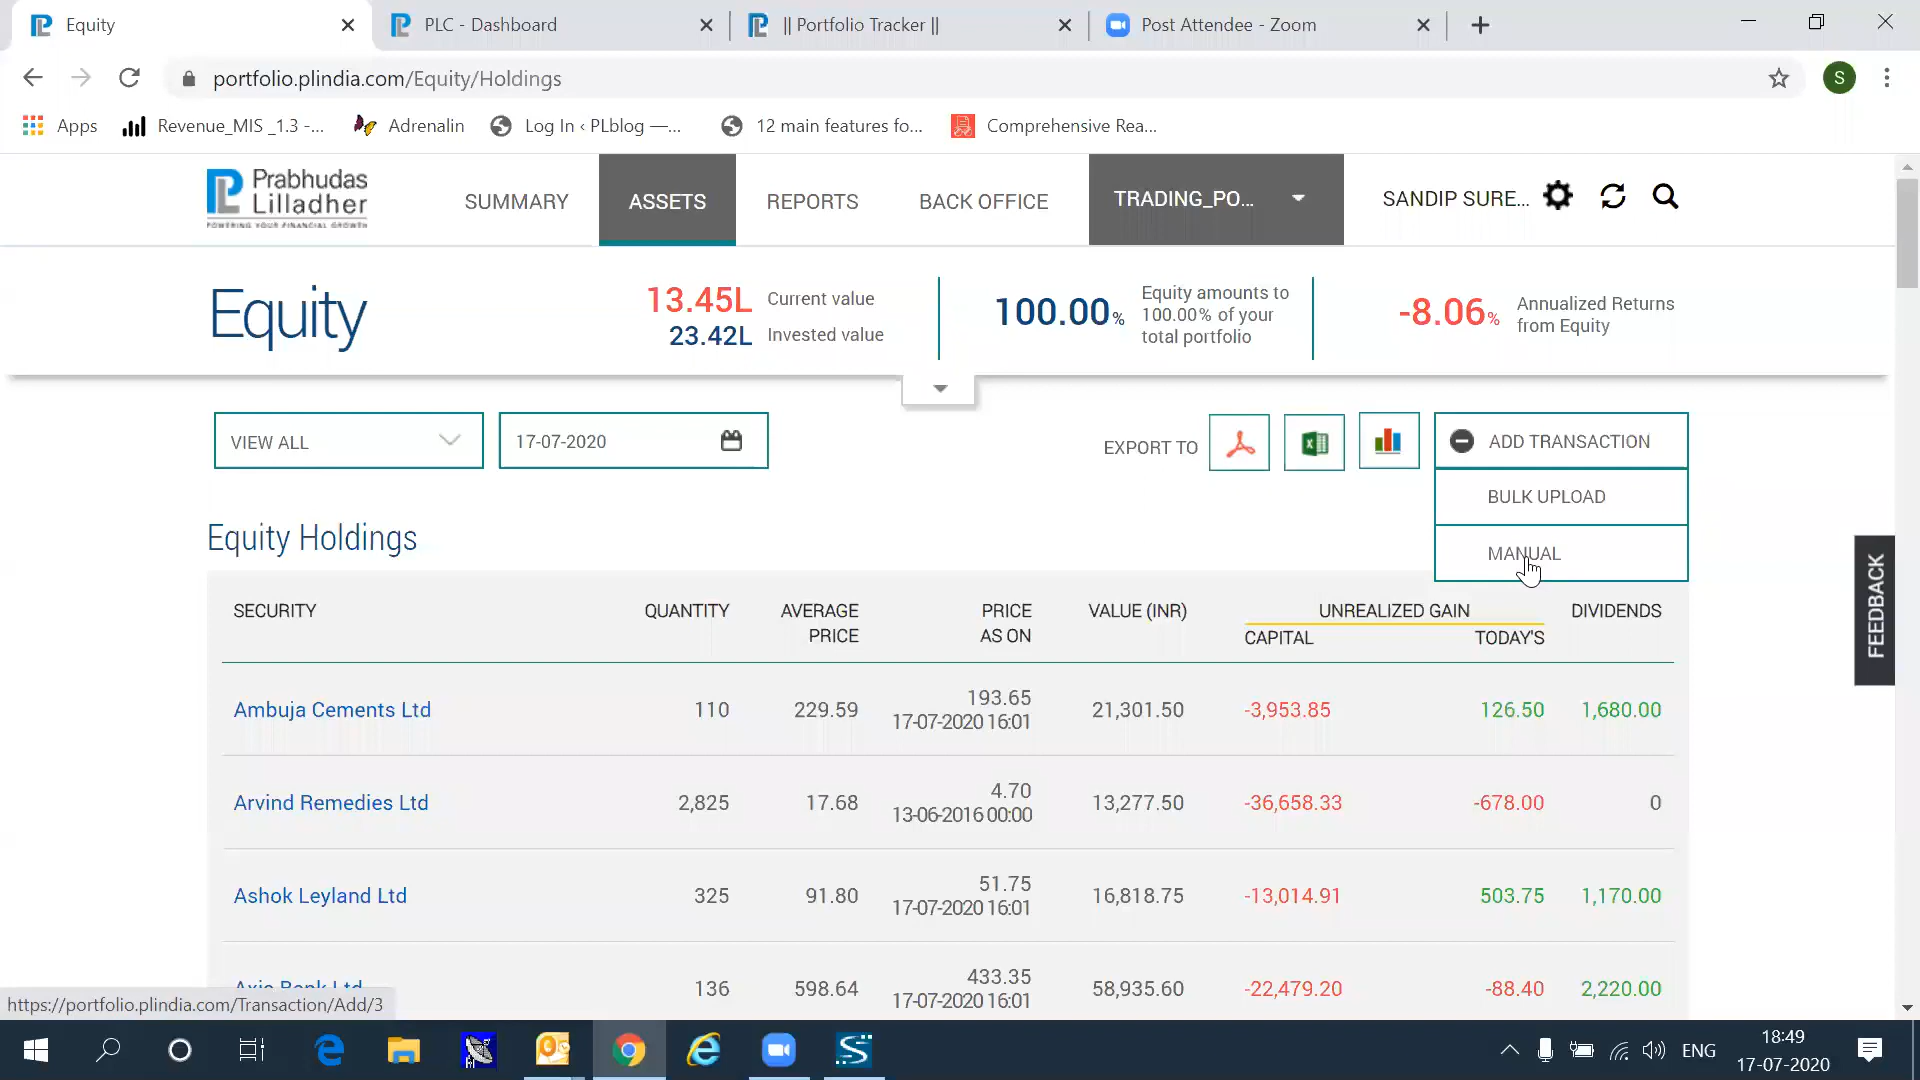 Equity
PLC - Dashboard
|| Portfolio Tracker ||
Post Attendee - Zoom
portfolio.plindia.com/Equity/Holdings
S
Apps
Revenue_MIS _1.3 -...
Adrenalin
Log In ‹ PLblog —...
12 main features fo...
Comprehensive Rea...
Prabhudas
Lilladher
POWERING YOUR FINANCIAL GROWTH
SUMMARY
ASSETS
REPORTS
BACK OFFICE
TRADING_PO...
SANDIP SURE...
Equity
13.45L Current value
23.42L Invested value
100.00%
Equity amounts to
100.00% of your
total portfolio
-8.06%
Annualized Returns
from Equity
VIEW ALL
17-07-2020
EXPORT TO
ADD TRANSACTION
BULK UPLOAD
MANUAL
Equity Holdings
FEEDBACK
SECURITY QUANTITY AVERAGE PRICE PRICE AS ON VALUE (INR) UNREALIZED GAIN DIVIDENDS
CAPITAL TODAY'S
Ambuja Cements Ltd 110 229.59 193.65 21,301.50 -3,953.85 126.50 1,680.00
17-07-2020 16:01
Arvind Remedies Ltd 2,825 17.68 4.70 13,277.50 -36,658.33 -678.00 0
13-06-2016 00:00
Ashok Leyland Ltd 325 91.80 51.75 16,818.75 -13,014.91 503.75 1,170.00
17-07-2020 16:01
Axis Bank Ltd 136 598.64 433.35 58,935.60 -22,479.20 -88.40 2,220.00
17-07-2020 16:01
https://portfolio.plindia.com/Transaction/Add/3
ENG
18:49
17-07-2020